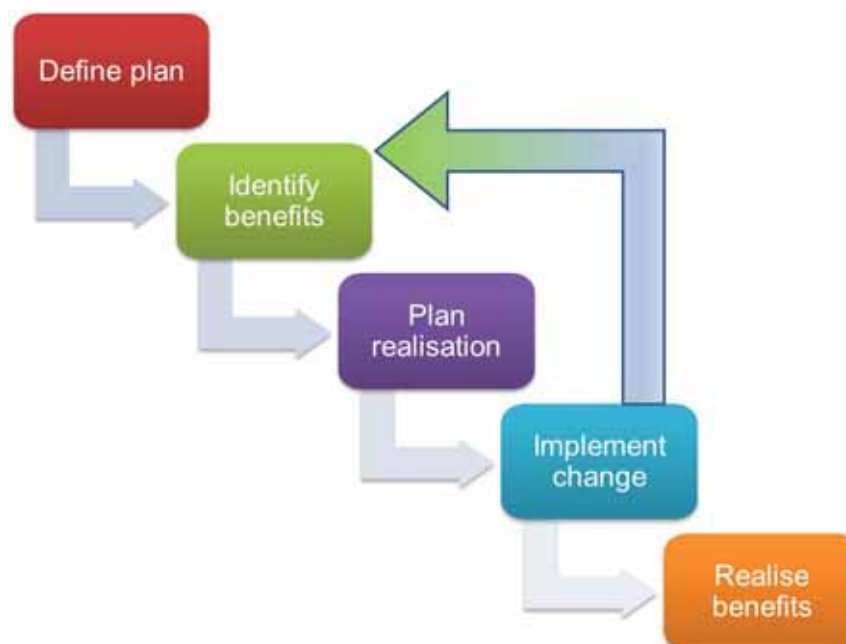 Define plan
Identify
benefits
Plan
realisation
Implement
change
Realise
benefits